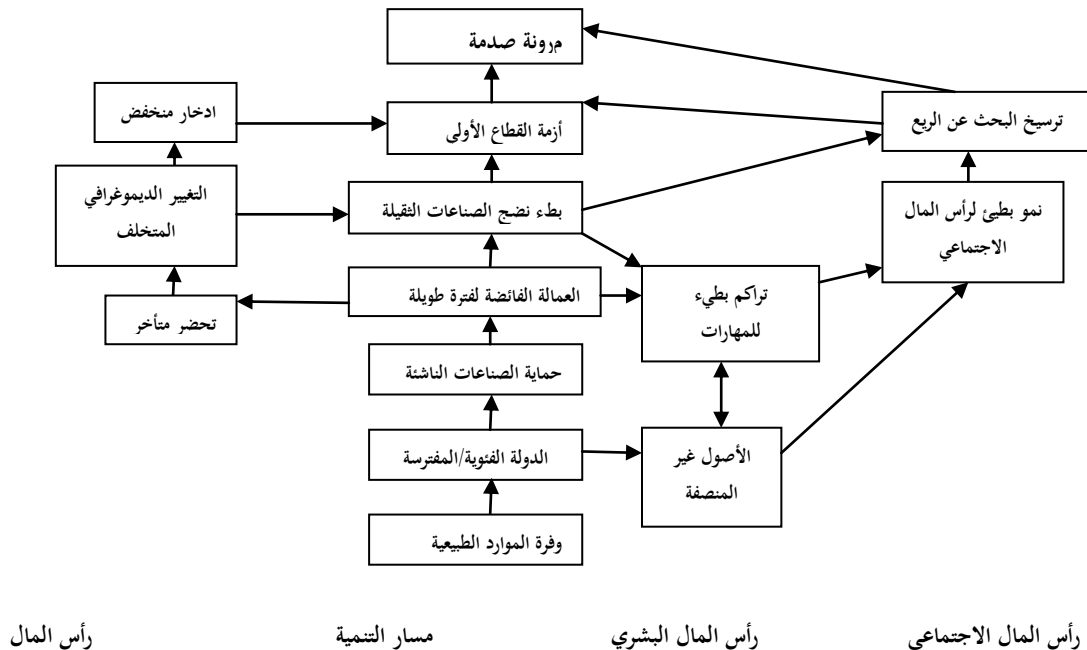 مرونة صدمة
ترسيخ البحث عن الريع
أزمة القطاع الأولى
ادخار منخفض
نمو بطيئ لرأس المال
الاجتماعي
بطء نضج الصناعات الثقيلة
التغيير الديموغرافي
المتخلف
تراكم بطيء
للمهارات
العمالة الفائضة لفترة طويلة
تحضر متأخر
حماية الصناعات الناشئة
الأصول غير
المنصفة
الدولة الفئوية/المفترسة
وفرة الموارد الطبيعية
رأس المال الاجتماعي
رأس المال البشري
مسار التنمية
رأس المال